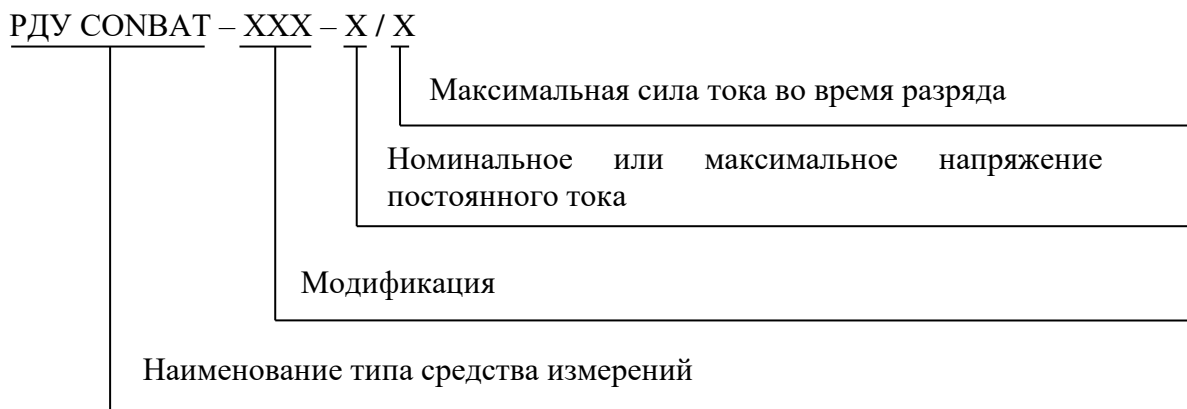 РДУ CONBAT – XXX – X / X
Максимальная сила тока во время разряда
Номинальное или максимальное напряжение
постоянного тока
Модификация
Наименование типа средства измерений